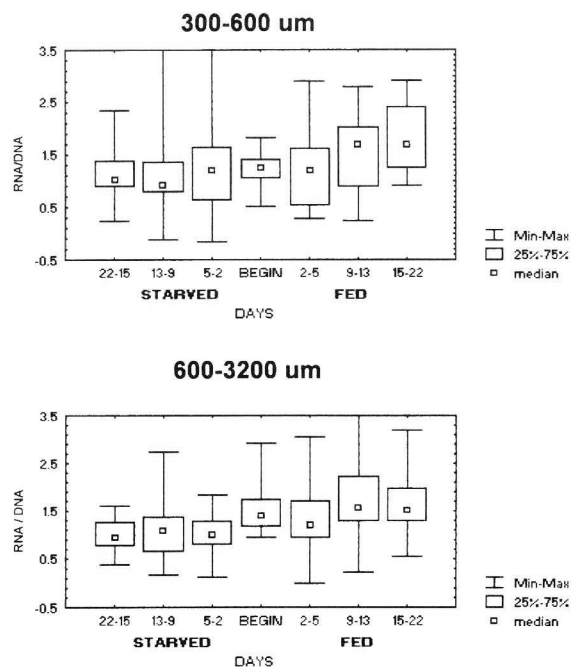 300-600 um
3.5
2.5
1.5
0.5
-0.5
RNA/DNA
22-15 13-9 5-2 BEGIN 2-5 9-13 15-22
STARVED FED
DAYS
Min-Max
25%-75%
median
600-3200 um
3.5
2.5
1.5
0.5
-0.5
RNA / DNA
22-15 13-9 5-2 BEGIN 2-5 9-13 15-22
STARVED FED
DAYS
Min-Max
25%-75%
median